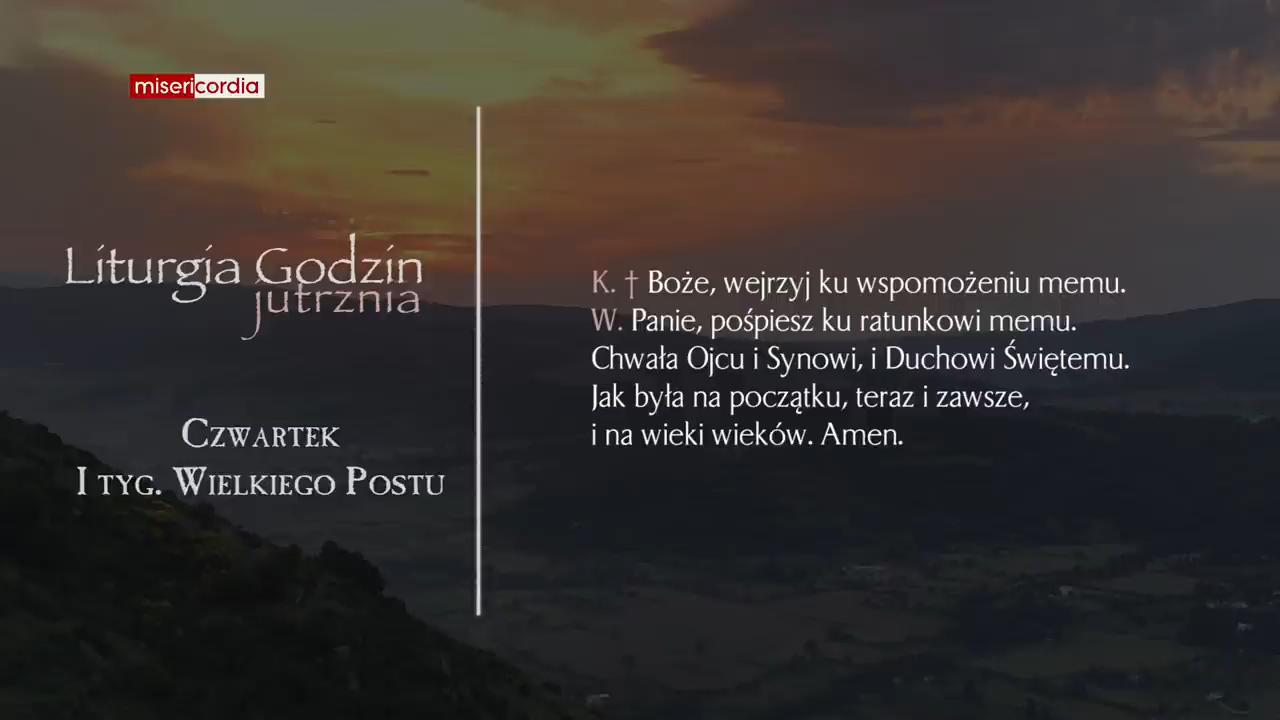 misericordia
Liturgia Godzin
jutrznia
Czwartek
I tyg. Wielkiego Postu
K. † Boże, wejrzyj ku wspomożeniu memu.
W. Panie, pośpiesz ku ratunkowi memu.
Chwała Ojcu i Synowi, i Duchowi Świętemu.
Jak była na początku, teraz i zawsze,
i na wieki wieków. Amen.